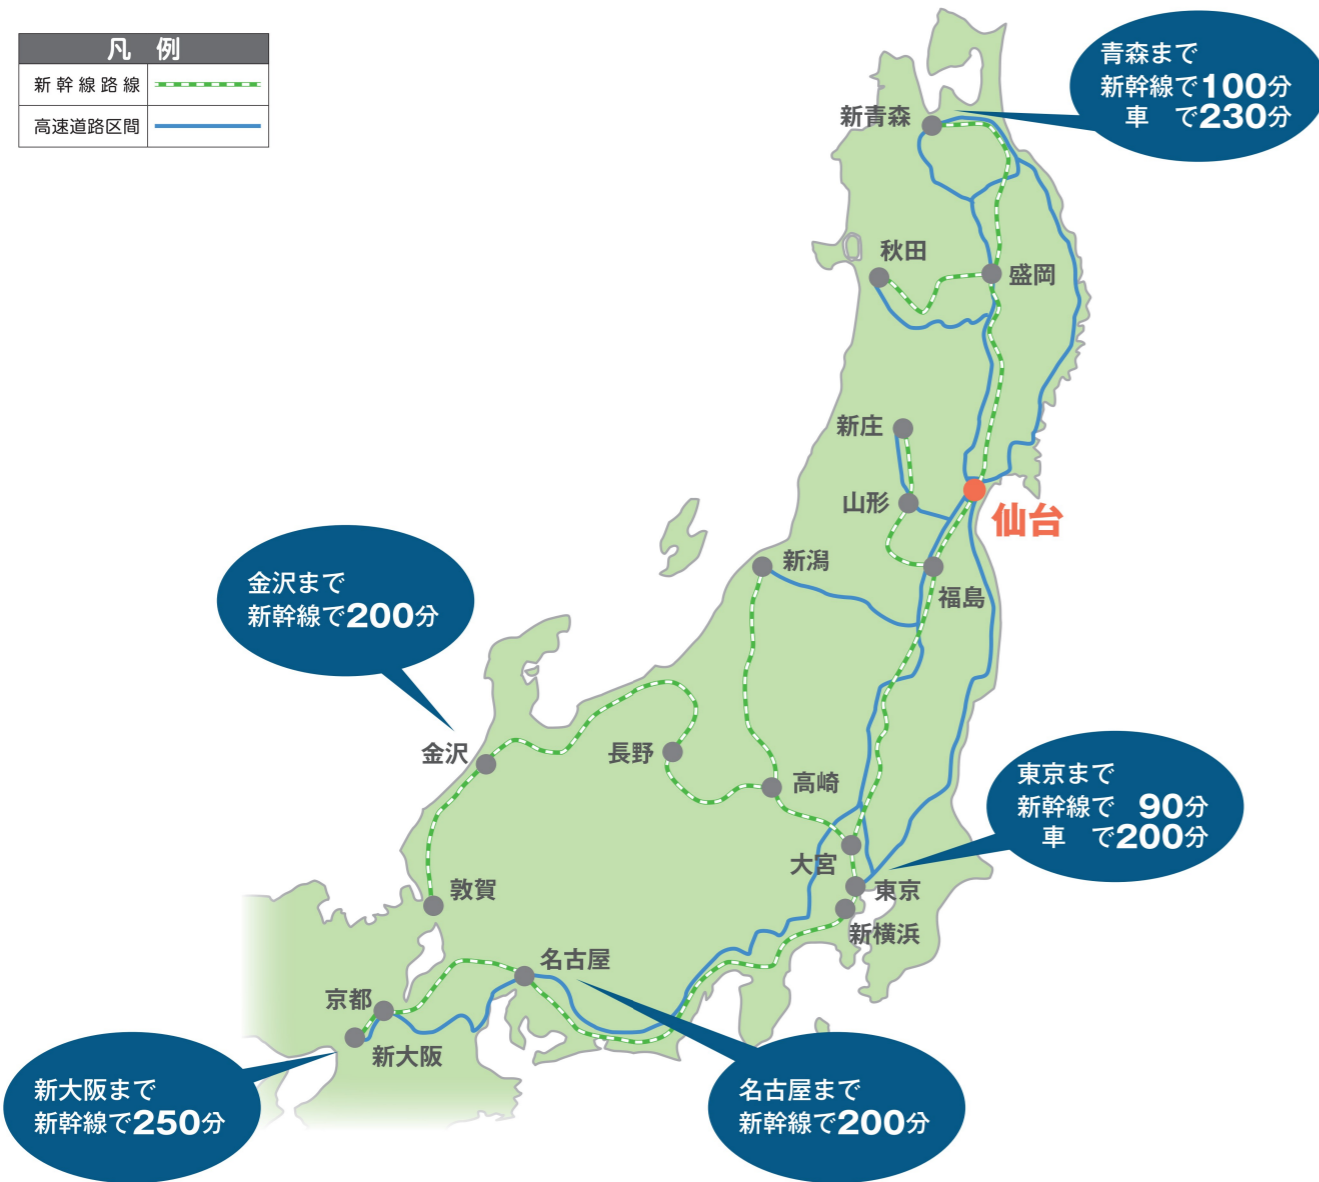 凡 例
新幹線路線
高速道路区間
青森まで
新幹線で100分
車 で230分
新青森
秋田
盛岡
新庄
山形
仙台
新潟
福島
金沢まで
新幹線で200分
金沢
長野
高崎
東京まで
新幹線で 90分
車 で200分
大宮
東京
新横浜
敦賀
名古屋
京都
新大阪
新大阪まで
新幹線で250分
名古屋まで
新幹線で200分